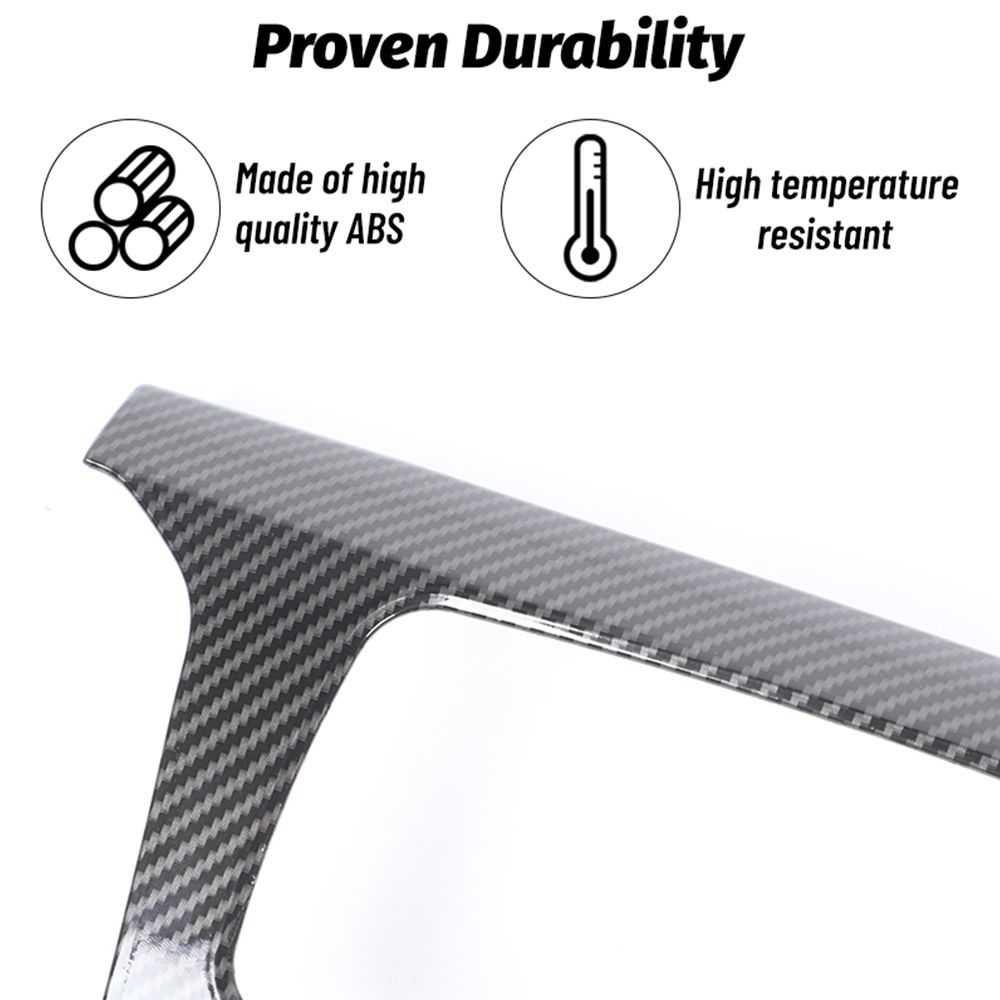 Proven Durability
Made of high
quality ABS
High temperature
resistant